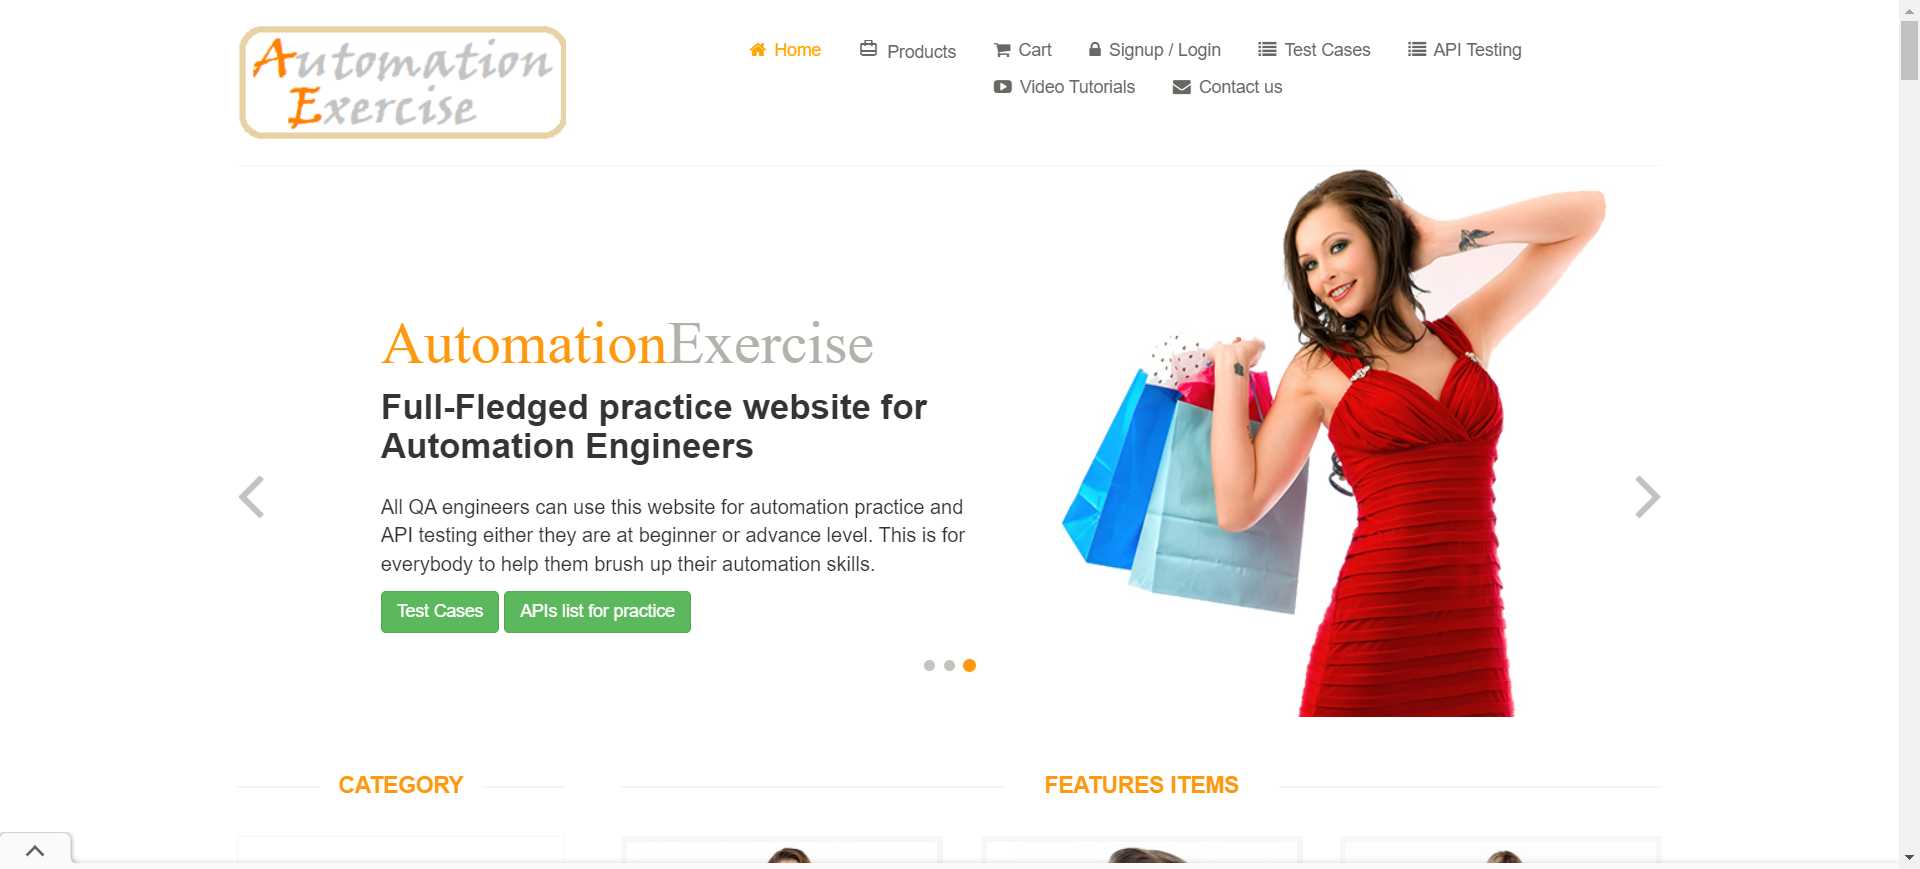 Automation
Exercise
Home
Products
Cart
Signup / Login
Test Cases
API Testing
Video Tutorials
Contact us
AutomationExercise
Full-Fledged practice website for
Automation Engineers
All QA engineers can use this website for automation practice and
API testing either they are at beginner or advance level. This is for
everybody to help them brush up their automation skills.
Test Cases
APIs list for practice
CATEGORY
FEATURES ITEMS